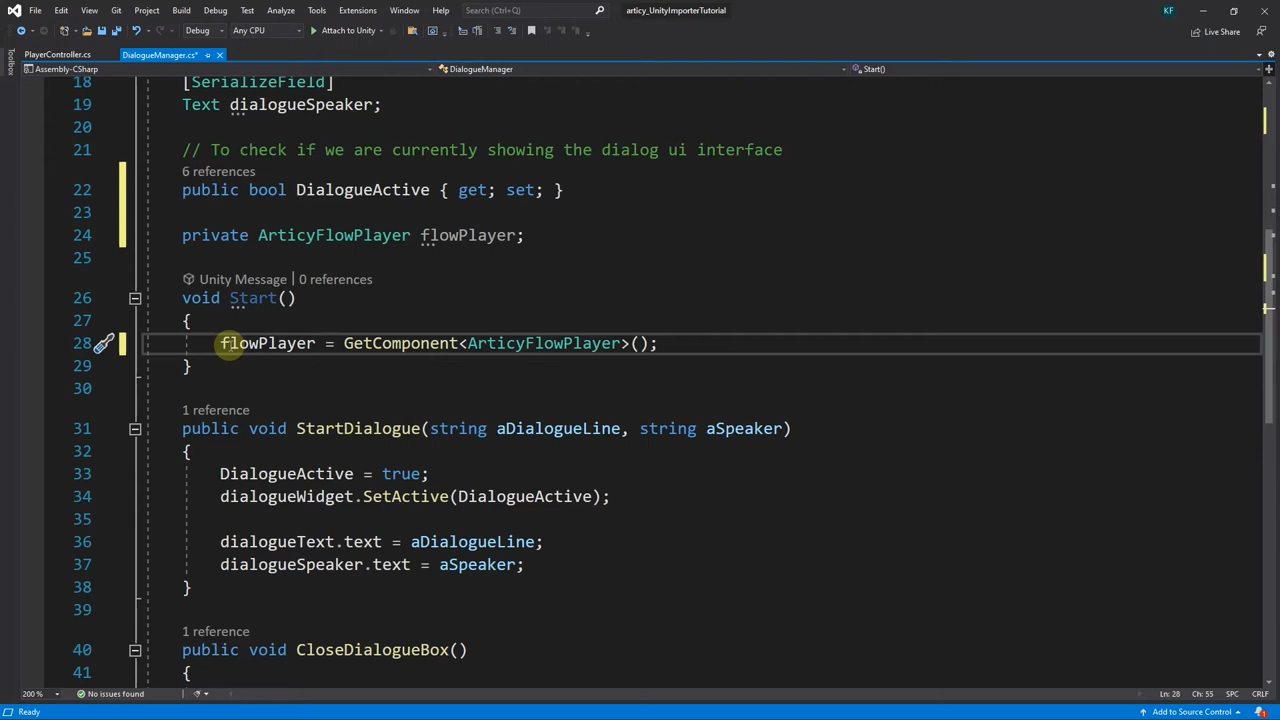 File Edit View Git Project Build Debug Test Analyze Tools Extensions Window Help Search (Ctrl+Q) articy_UnityImporterTutorial KF
Debug Any CPU Attach to Unity Live Share
PlayerController.cs DialogueManager.cs*
Assembly-CSharp DialogueManager Start()
Toolbox
18 [SerializeField]
19 Text dialogueSpeaker;
20
21 // To check if we are currently showing the dialog ui interface
6 references
22 public bool DialogueActive { get; set; }
23
24 private ArticyFlowPlayer flowPlayer;
25
Unity Message | 0 references
26 void Start()
27 {
28 flowPlayer = GetComponent<ArticyFlowPlayer>();
29 }
30
1 reference
31 public void StartDialogue(string aDialogueLine, string aSpeaker)
32 {
33 DialogueActive = true;
34 dialogueWidget.SetActive(DialogueActive);
35
36 dialogueText.text = aDialogueLine;
37 dialogueSpeaker.text = aSpeaker;
38 }
39
1 reference
40 public void CloseDialogueBox()
41 {
200 % No issues found Ln: 28 Ch: 55 SPC CRLF
Ready Add to Source Control 1